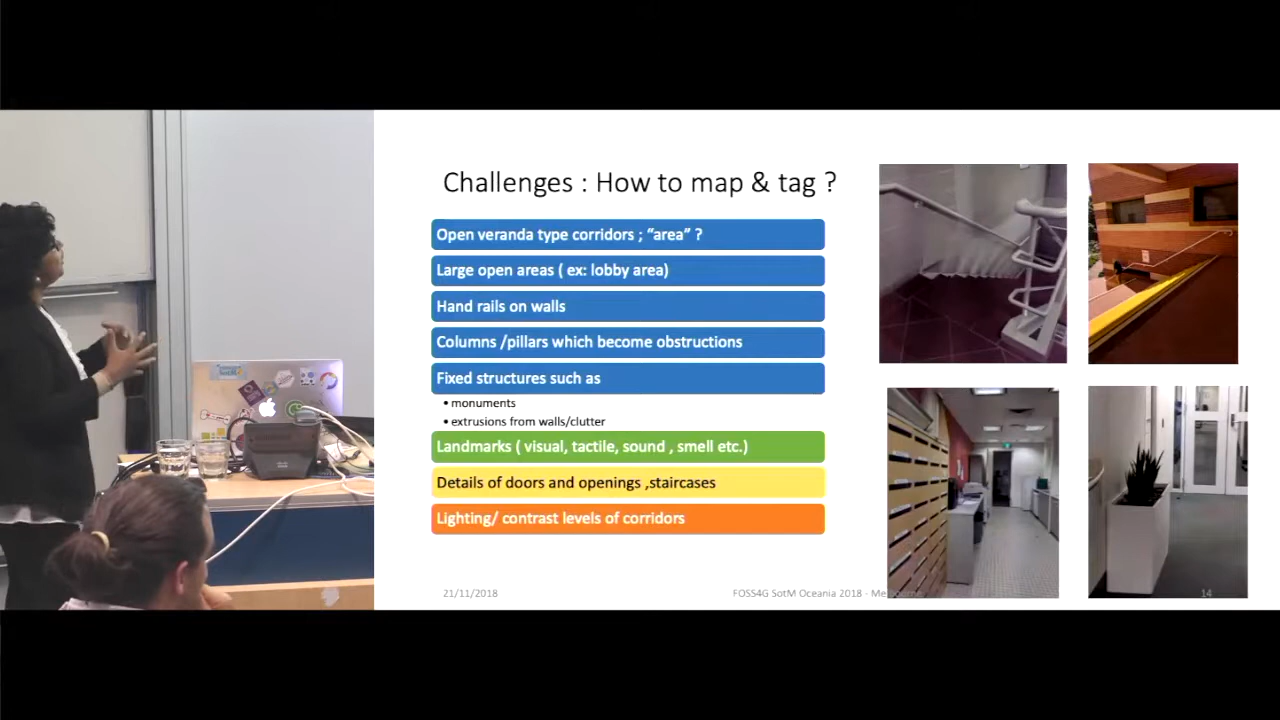 Challenges : How to map & tag ?
Open veranda type corridors ; “area” ?
Large open areas ( ex: lobby area)
Hand rails on walls
Columns /pillars which become obstructions
Fixed structures such as
• monuments
• extrusions from walls/clutter
Landmarks ( visual, tactile, sound , smell etc.)
Details of doors and openings ,staircases
Lighting/ contrast levels of corridors
21/11/2018
FOSS4G SotM Oceania 2018 - Melbourne
14